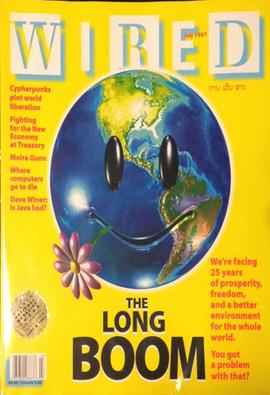 WIRED
July 1997
Cypherpunks
plot world
liberation
Fighting
for the New
Economy
at Treasury
Moira Gunn
Where
computers
go to die
Dave Winer:
Is Java bad?
THE
LONG
BOOM
We're facing
25 years
of prosperity,
freedom,
and a better
environment
for the whole
world.
You got
a problem
with that?